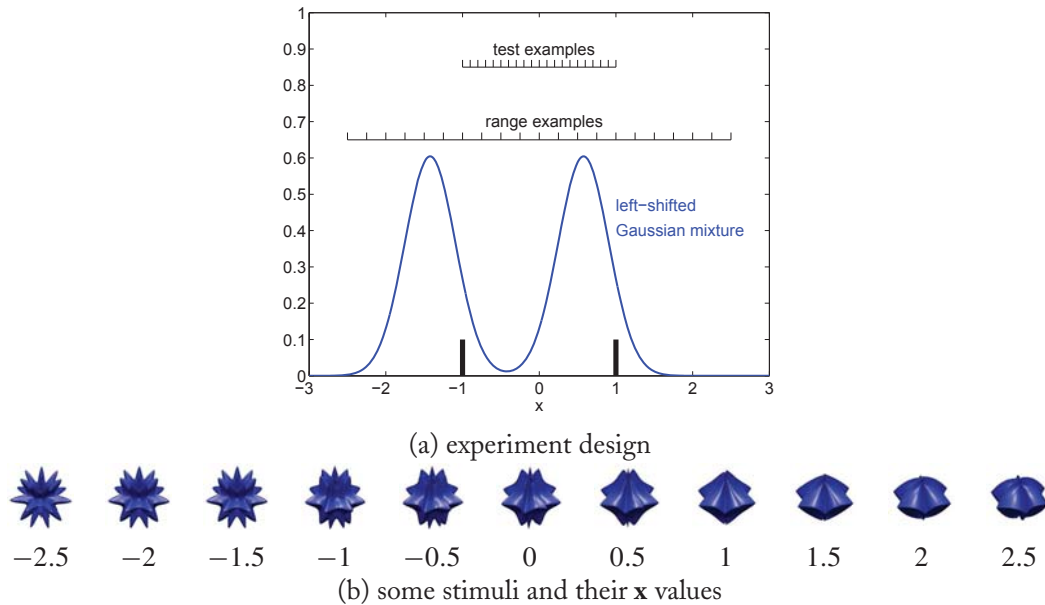 1
0.9
test examples
0.8
0.7
range examples
0.6
0.5
left−shifted
Gaussian mixture
0.4
0.3
0.2
0.1
0
−3 −2 −1 0 1 2 3
x
(a) experiment design
−2.5 −2 −1.5 −1 −0.5 0 0.5 1 1.5 2 2.5
(b) some stimuli and their x values